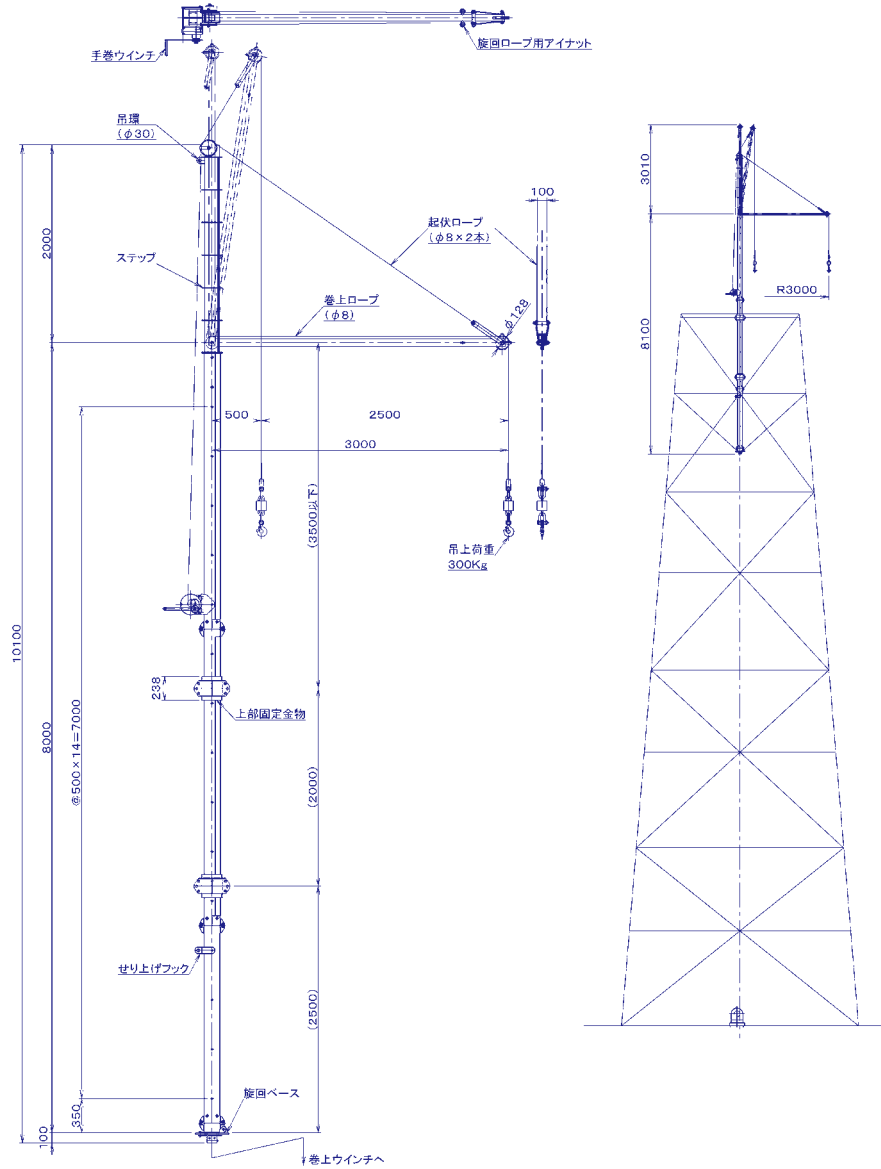 旋回ロープ用アイナット
手巻ウインチ
吊環
(φ30)
3010
100
2000
起伏ロープ
(φ8×2本)
ステップ
巻上ロープ
(φ8)
φ128
R3000
8100
500
2500
3000
(3500以下)
吊上荷重
300Kg
10100
238
上部固定金物
8000
@500×14=7000
(2000)
せり上げフック
(2500)
旋回ベース
350
100
巻上ウインチへ